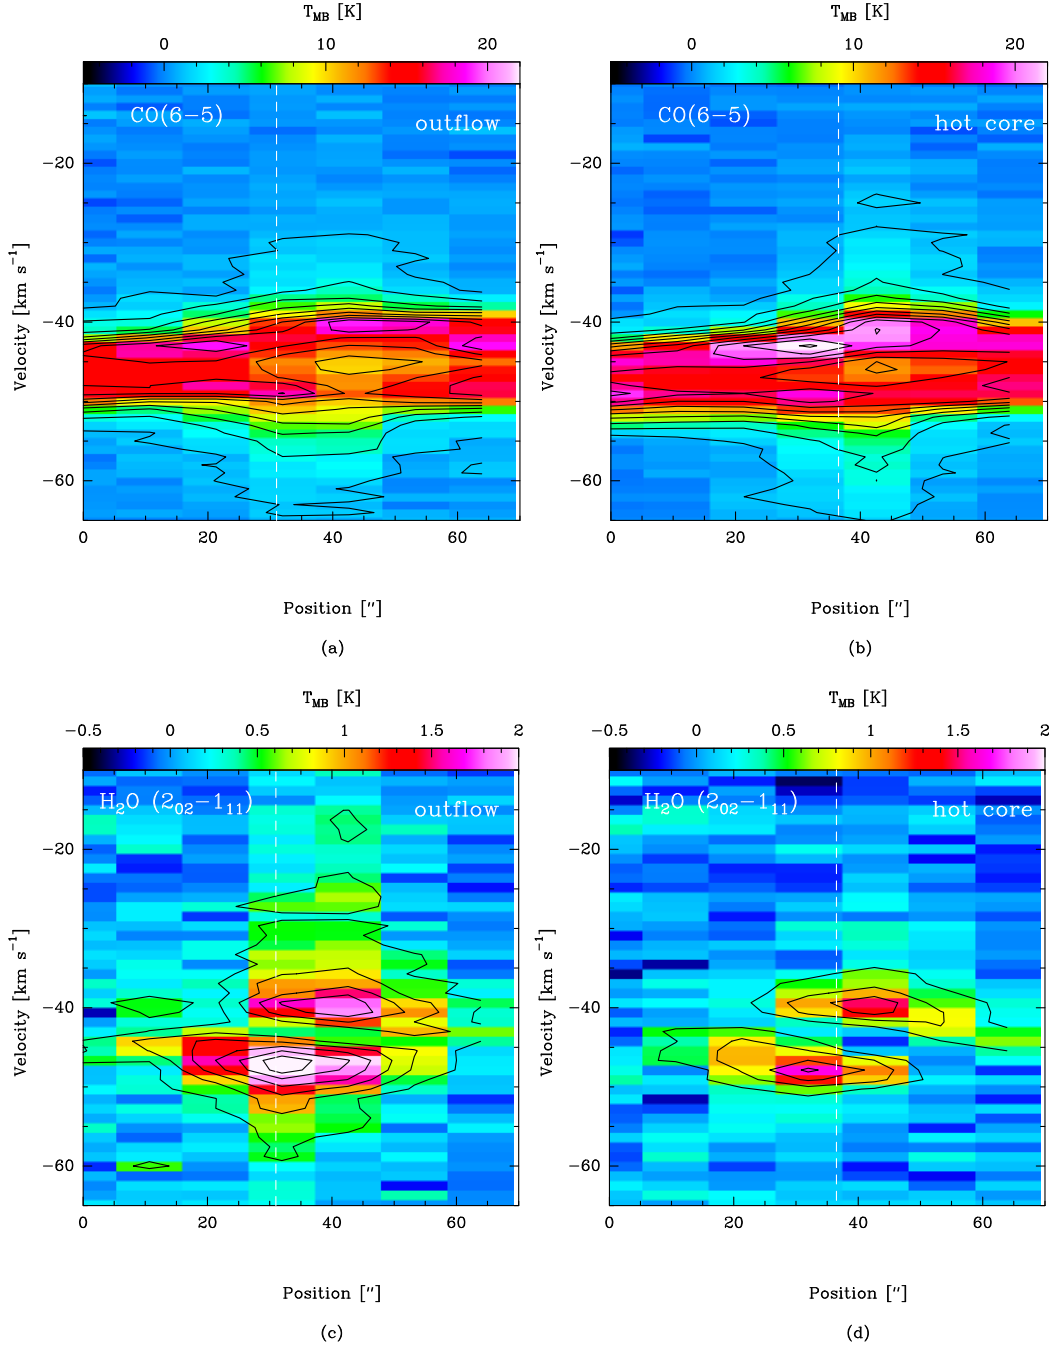 T_MB [K]
0 10 20
CO(6−5)
outflow
−20
−40
−60
Velocity [km s⁻¹]
0 20 40 60
Position [″]
(a)
T_MB [K]
0 10 20
CO(6−5)
hot core
−20
−40
−60
Velocity [km s⁻¹]
0 20 40 60
Position [″]
(b)
T_MB [K]
−0.5 0 0.5 1 1.5 2
H₂O (2₀₂−1₁₁)
outflow
−20
−40
−60
Velocity [km s⁻¹]
0 20 40 60
Position [″]
(c)
T_MB [K]
−0.5 0 0.5 1 1.5 2
H₂O (2₀₂−1₁₁)
hot core
−20
−40
−60
Velocity [km s⁻¹]
20 40 60
0
Position [″]
(d)